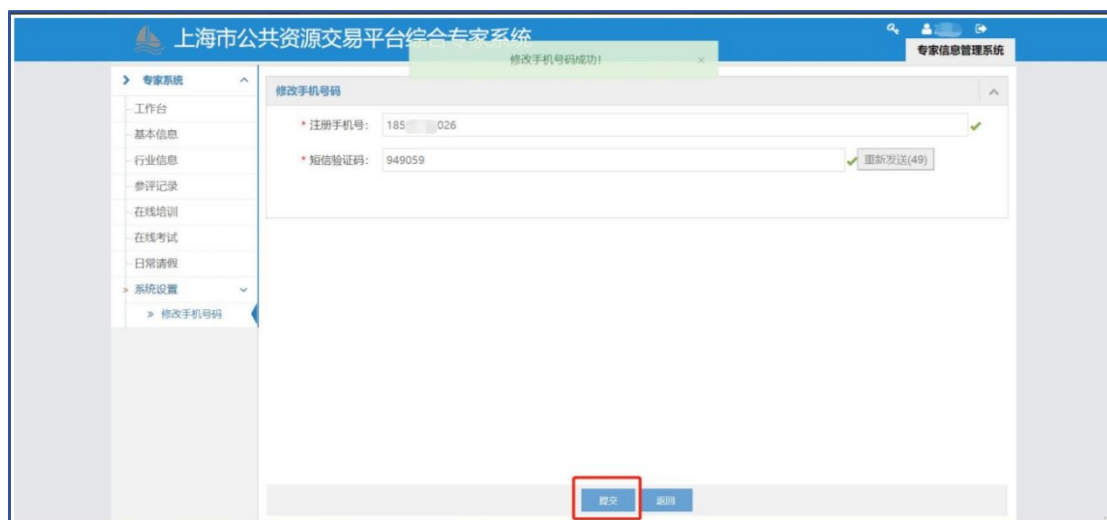 上海市公共资源交易平台综合专家系统
修改手机号码成功! ×
专家信息管理系统
专家系统
工作台
基本信息
行业信息
参评记录
在线培训
在线考试
日常请假
» 系统设置
» 修改手机号码
修改手机号码
* 注册手机号: 185 026
* 短信验证码: 949059 重新发送(49)
提交 返回